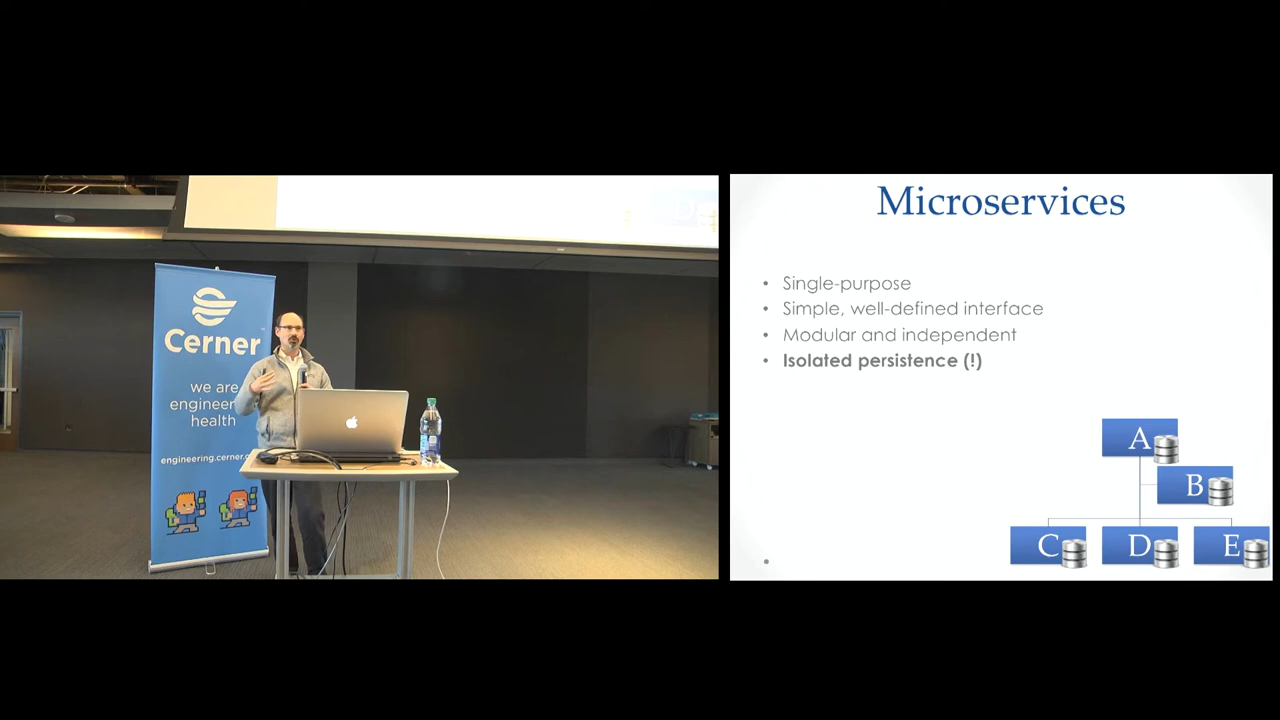 Cerner
we are
engineer
health
engineering.cerner.c
Microservices
• Single-purpose
• Simple, well-defined interface
• Modular and independent
• Isolated persistence (!)
A
B
C D E
•